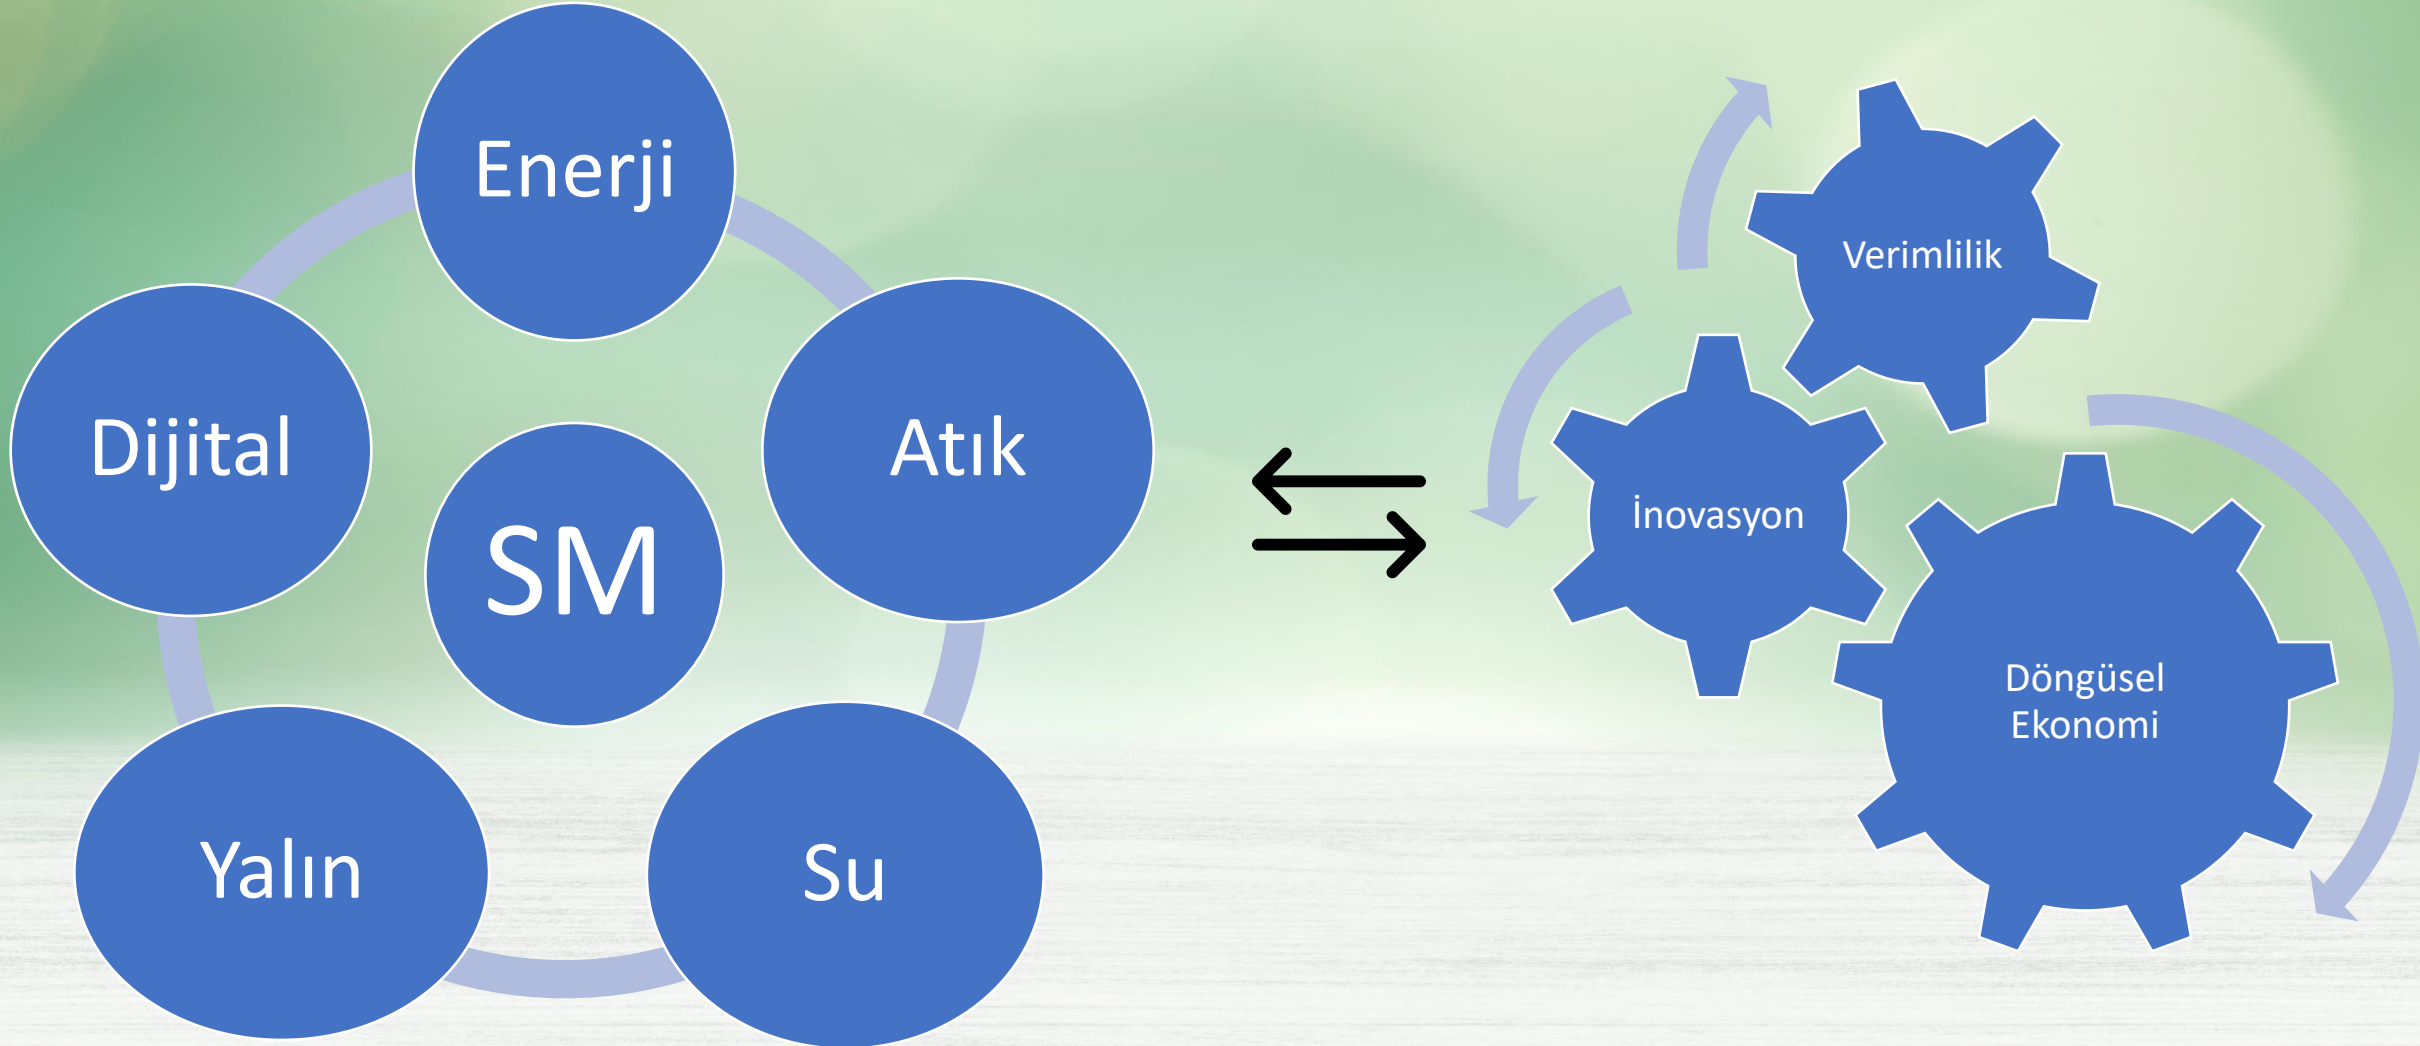 Enerji
Dijital
Atık
SM
Yalın
Su
Verimlilik
İnovasyon
Döngüsel
Ekonomi